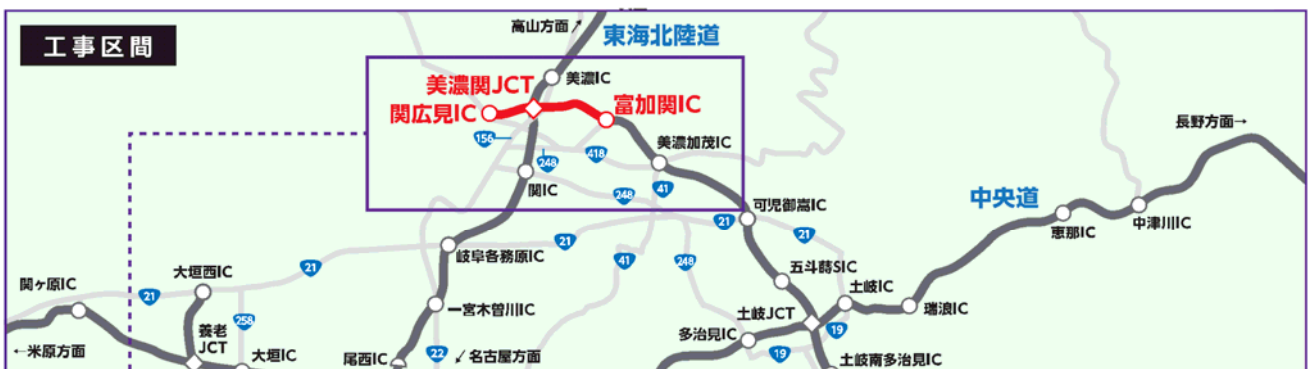 工事区間
高山方面↗
東海北陸道
美濃IC
美濃関JCT
関広見IC
富加関IC
156
248
418
美濃加茂IC
関IC
248
41
長野方面→
中央道
可児御嵩IC
21
21
恵那IC
中津川IC
岐阜各務原IC
21
41
248
五斗蒔SIC
21
関ヶ原IC
大垣西IC
21
258
一宮木曽川IC
土岐IC
瑞浪IC
土岐JCT
多治見IC
19
19
養老
JCT
←米原方面
大垣IC
尾西IC
22
↙名古屋方面
土岐南多治見IC